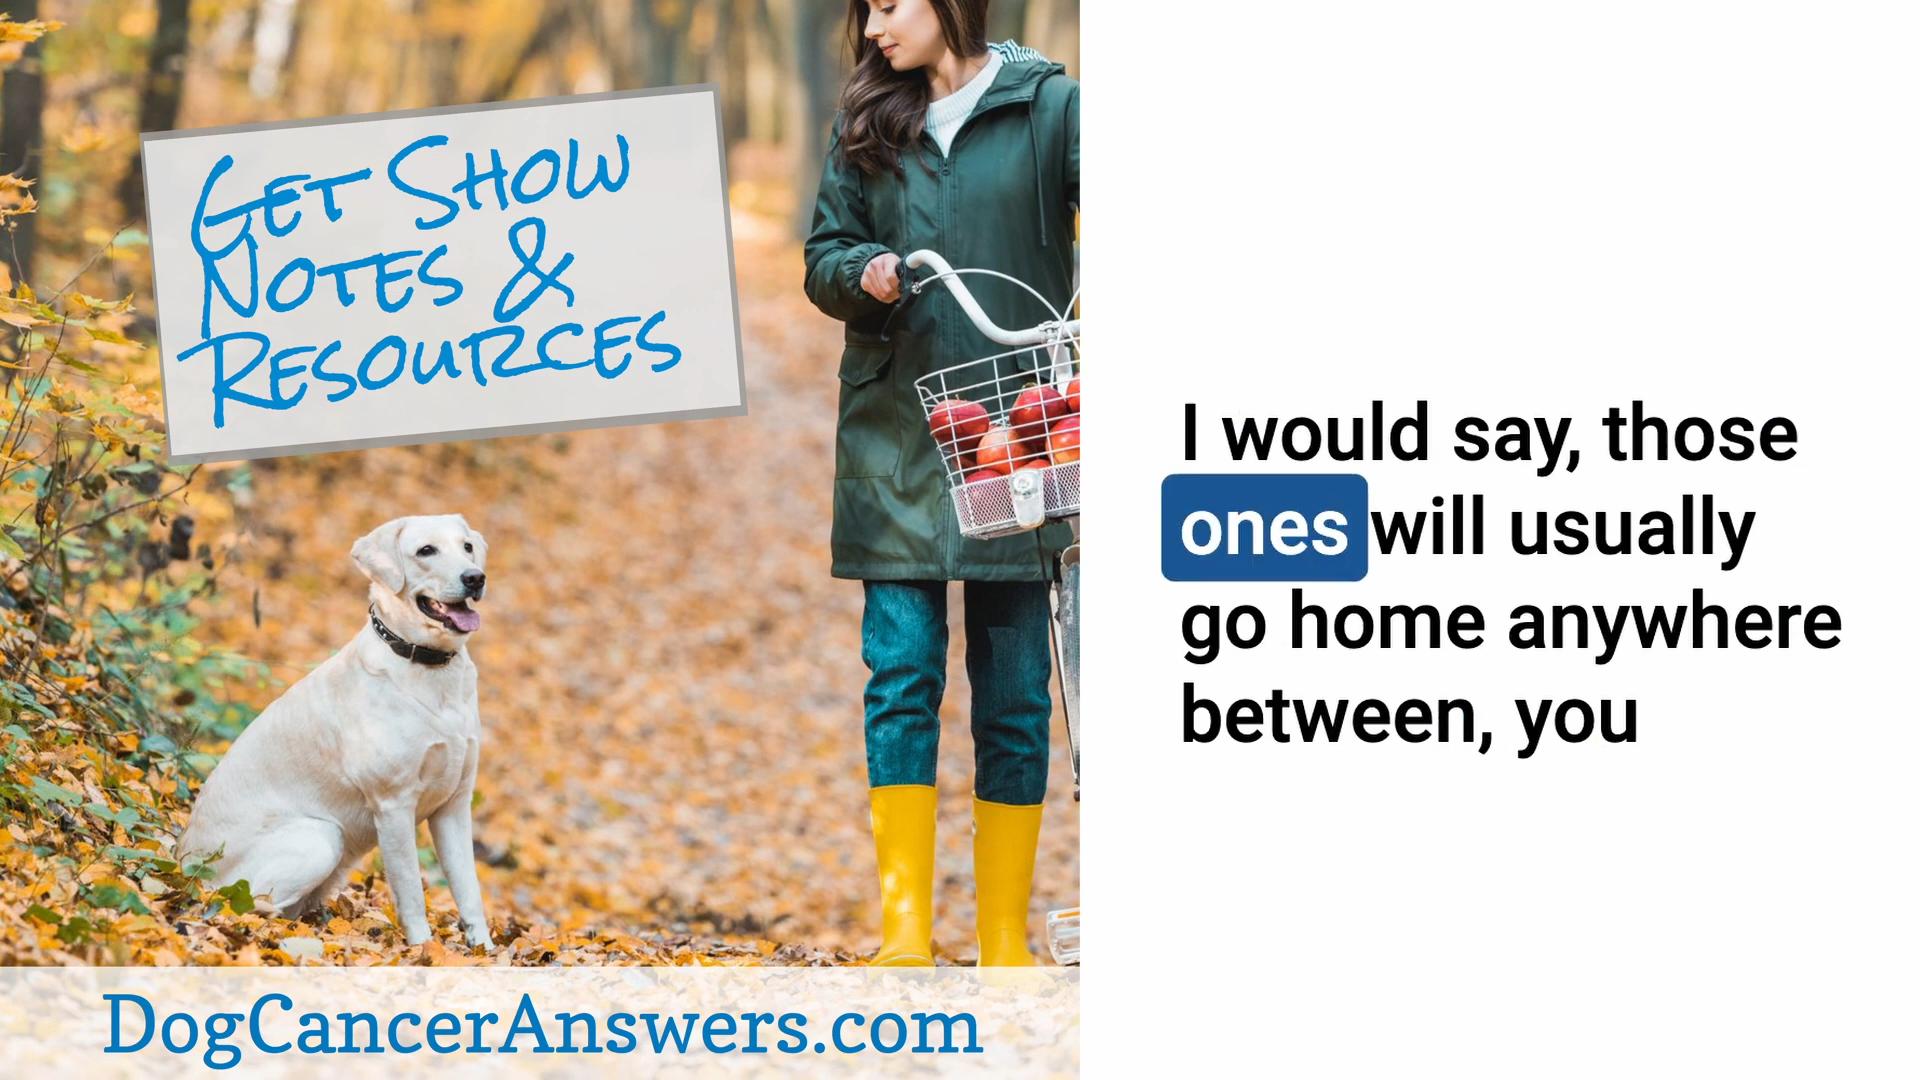 Get Show
Notes &
Resources
DogCancerAnswers.com
I would say, those
ones will usually
go home anywhere
between, you